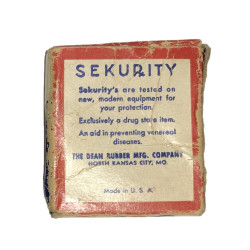 SEKURITY
Sekurity's are tested on
new, modern equipment for
your protection.
Exclusively a drug store item.
An aid in preventing venereal
diseases.
THE DEAN RUBBER MFG. COMPANY
NORTH KANSAS CITY, MO.
Made in U. S. A.